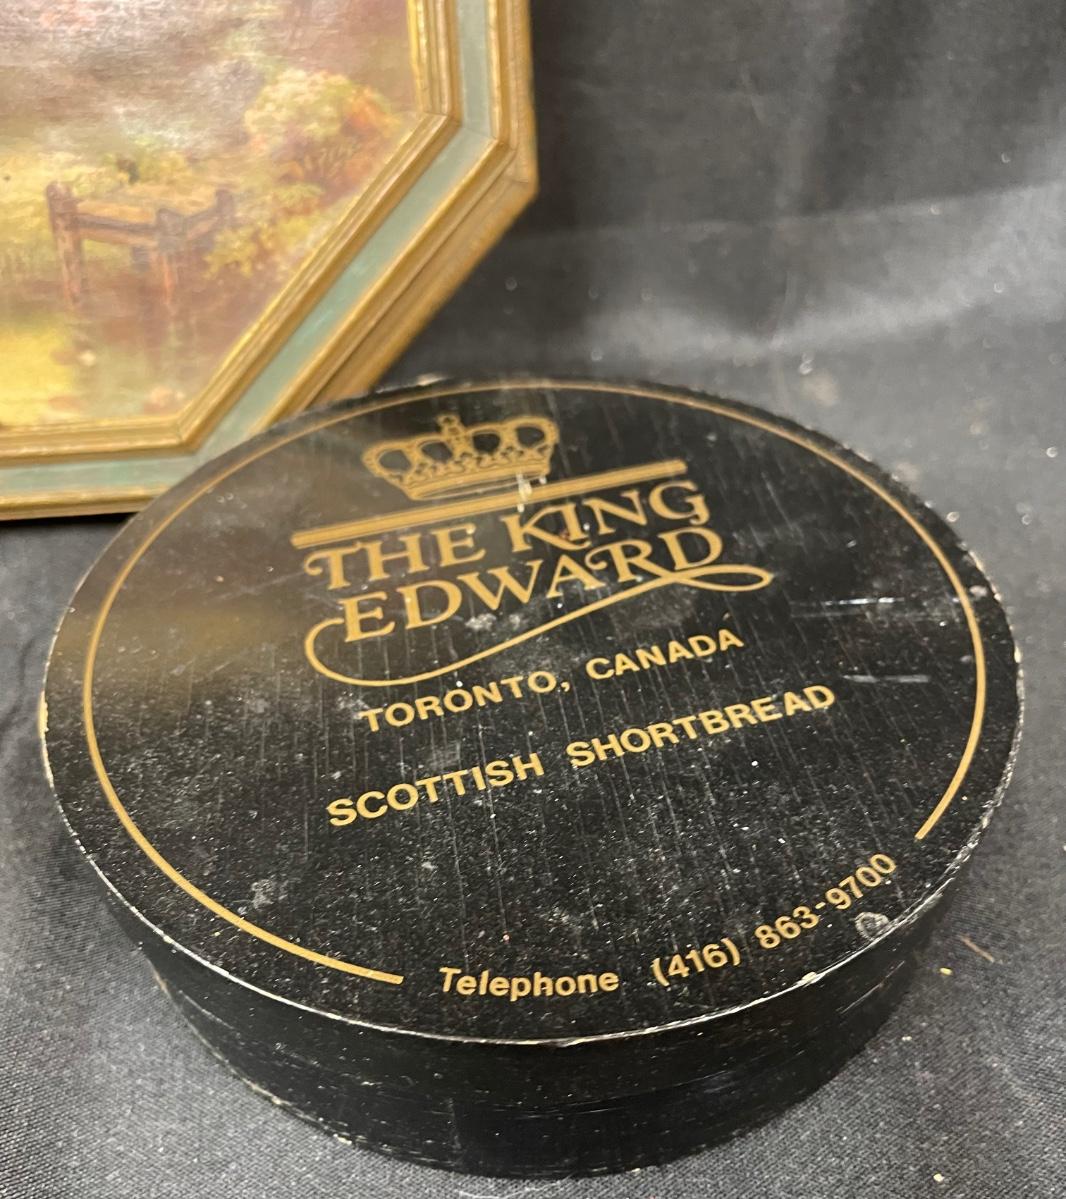 THE KING
EDWARD
TORONTO, CANADA
SCOTTISH SHORTBREAD
Telephone (416) 863-9700